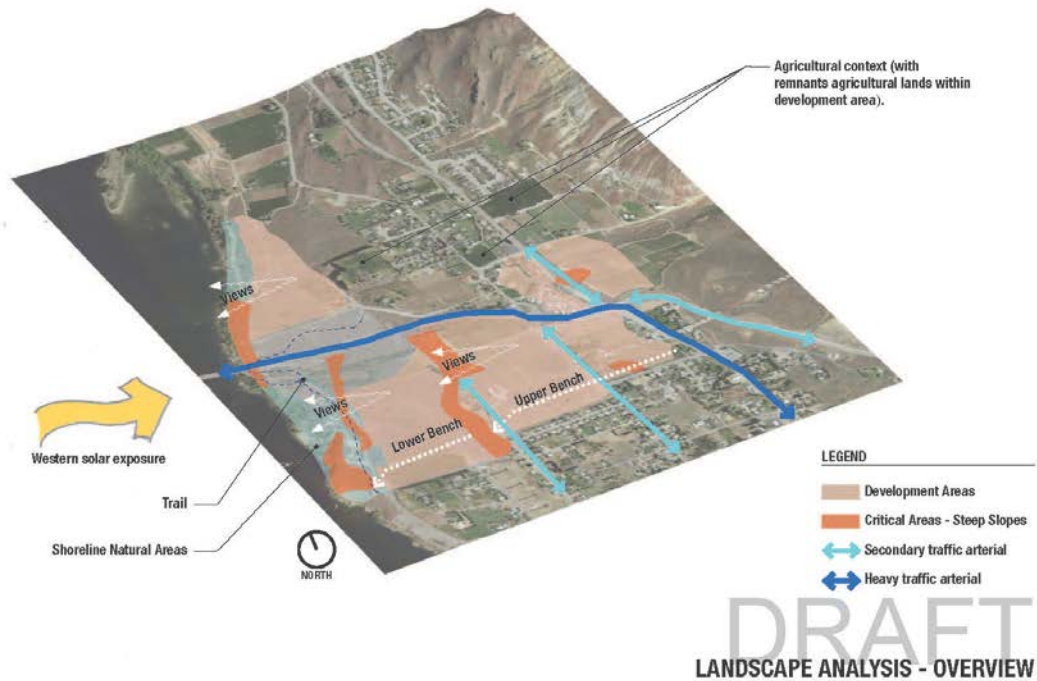 Agricultural context (with
remnants agricultural lands within
development area).
Views
Views
Views
Upper Bench
Lower Bench
Western solar exposure
Trail
Shoreline Natural Areas
NORTH
LEGEND
Development Areas
Critical Areas - Steep Slopes
Secondary traffic arterial
Heavy traffic arterial
DRAFT
LANDSCAPE ANALYSIS - OVERVIEW